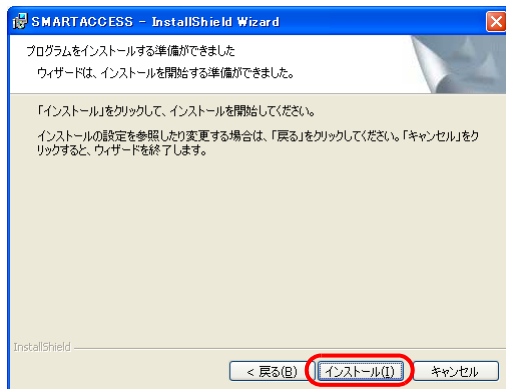 SMARTACCESS - InstallShield Wizard
プログラムをインストールする準備ができました
ウィザードは、インストールを開始する準備ができました。
「インストール」をクリックして、インストールを開始してください。
インストールの設定を参照したり変更する場合は、「戻る」をクリックしてください。「キャンセル」をク
リックすると、ウィザードを終了します。
InstallShield
< 戻る(B)
インストール(I)
キャンセル